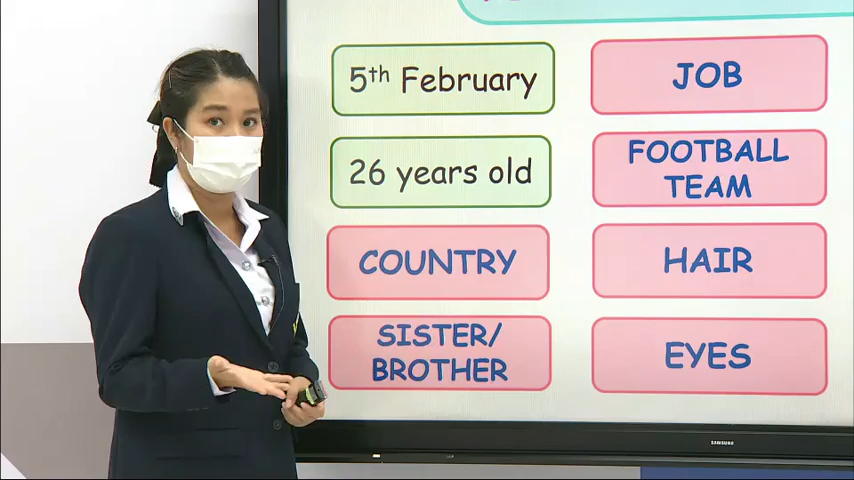 5th February
JOB
26 years old
FOOTBALL
TEAM
COUNTRY
HAIR
SISTER/
BROTHER
EYES
SAMSUNG